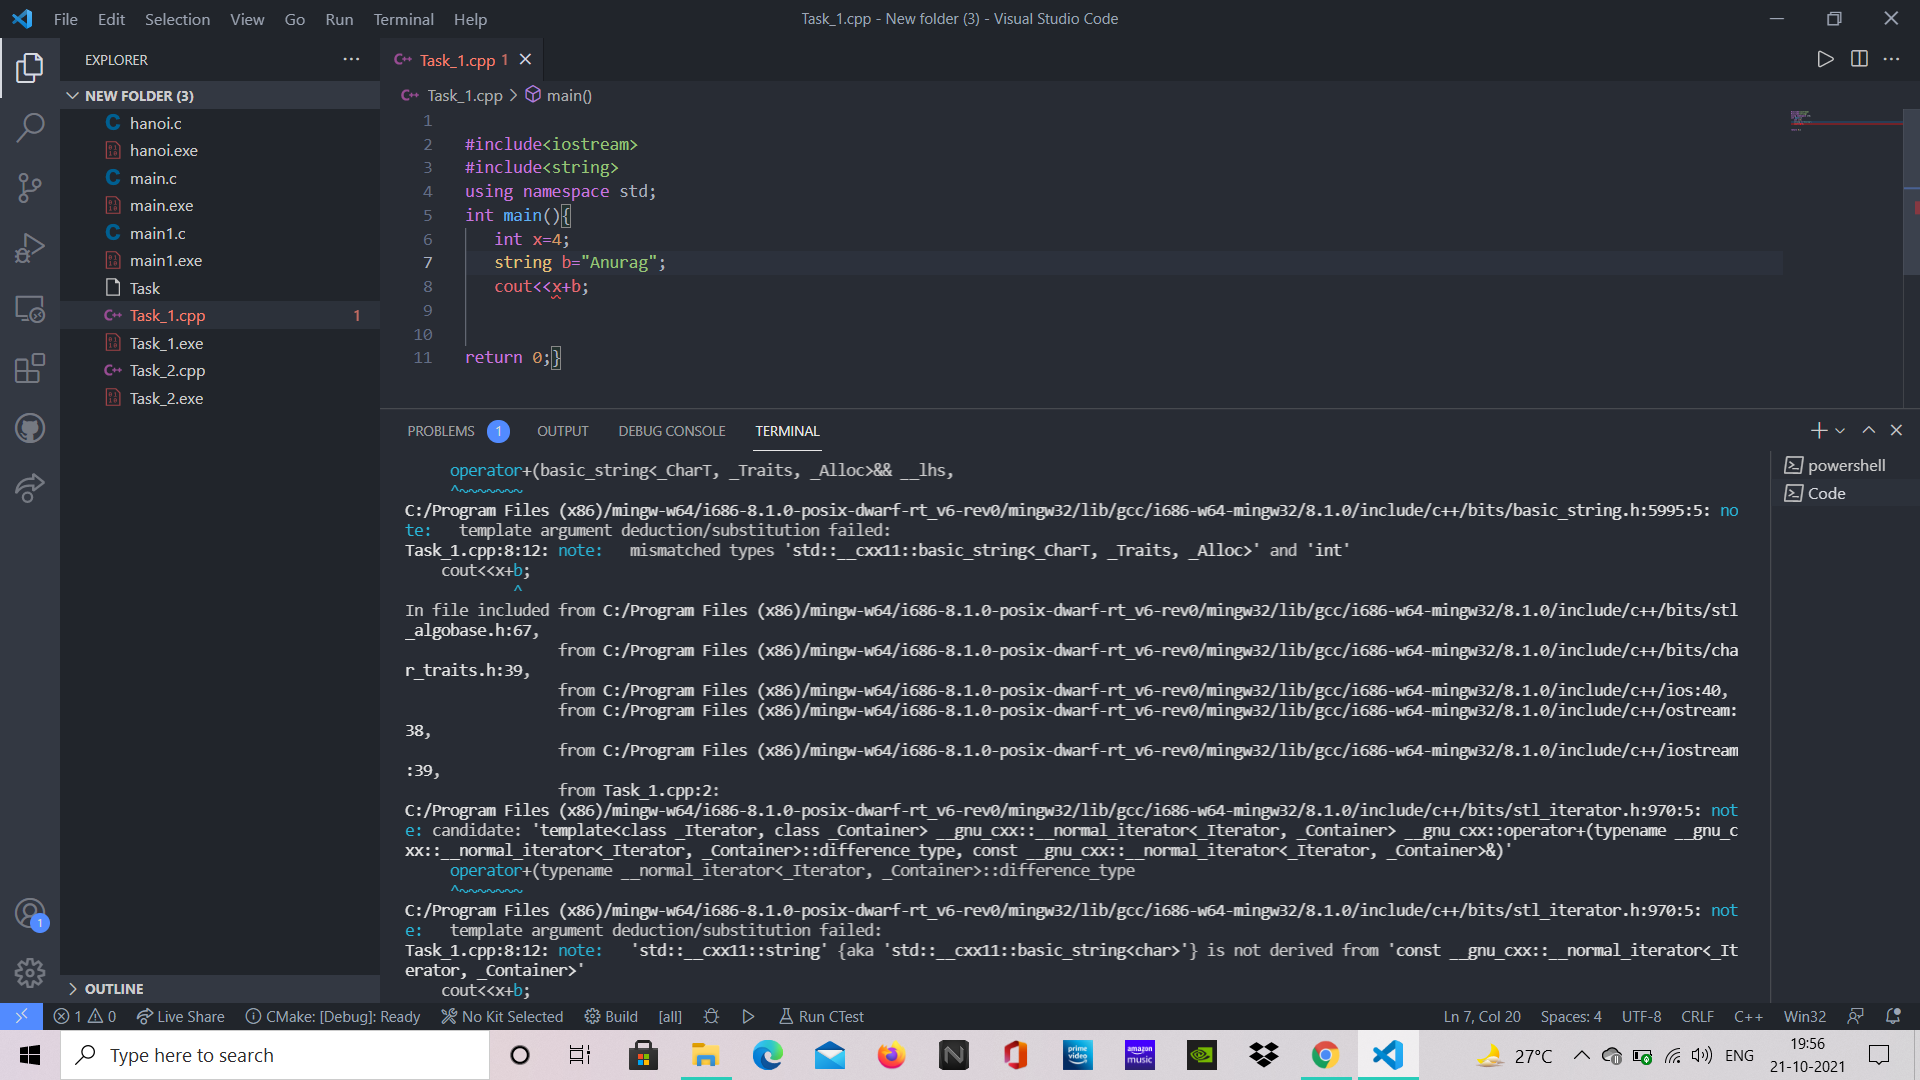 File Edit Selection View Go Run Terminal Help
Task_1.cpp - New folder (3) - Visual Studio Code
EXPLORER
Task_1.cpp 1
NEW FOLDER (3)
Task_1.cpp > main()
hanoi.c
hanoi.exe
main.c
main.exe
main1.c
main1.exe
Task
Task_1.cpp 1
Task_1.exe
Task_2.cpp
Task_2.exe
OUTLINE
1
2 #include<iostream>
3 #include<string>
4 using namespace std;
5 int main(){
6 int x=4;
7 string b="Anurag";
8 cout<<x+b;
9
10
11 return 0;}
PROBLEMS 1 OUTPUT DEBUG CONSOLE TERMINAL
powershell
Code
operator+(basic_string<_CharT, _Traits, _Alloc>&& __lhs,
^~~~~~~~
C:/Program Files (x86)/mingw-w64/i686-8.1.0-posix-dwarf-rt_v6-rev0/mingw32/lib/gcc/i686-w64-mingw32/8.1.0/include/c++/bits/basic_string.h:5995:5: no
te:   template argument deduction/substitution failed:
Task_1.cpp:8:12: note:   mismatched types 'std::__cxx11::basic_string<_CharT, _Traits, _Alloc>' and 'int'
cout<<x+b;
^
In file included from C:/Program Files (x86)/mingw-w64/i686-8.1.0-posix-dwarf-rt_v6-rev0/mingw32/lib/gcc/i686-w64-mingw32/8.1.0/include/c++/bits/stl
_algobase.h:67,
from C:/Program Files (x86)/mingw-w64/i686-8.1.0-posix-dwarf-rt_v6-rev0/mingw32/lib/gcc/i686-w64-mingw32/8.1.0/include/c++/bits/cha
r_traits.h:39,
from C:/Program Files (x86)/mingw-w64/i686-8.1.0-posix-dwarf-rt_v6-rev0/mingw32/lib/gcc/i686-w64-mingw32/8.1.0/include/c++/ios:40,
from C:/Program Files (x86)/mingw-w64/i686-8.1.0-posix-dwarf-rt_v6-rev0/mingw32/lib/gcc/i686-w64-mingw32/8.1.0/include/c++/ostream:
38,
from C:/Program Files (x86)/mingw-w64/i686-8.1.0-posix-dwarf-rt_v6-rev0/mingw32/lib/gcc/i686-w64-mingw32/8.1.0/include/c++/iostream
:39,
from Task_1.cpp:2:
C:/Program Files (x86)/mingw-w64/i686-8.1.0-posix-dwarf-rt_v6-rev0/mingw32/lib/gcc/i686-w64-mingw32/8.1.0/include/c++/bits/stl_iterator.h:970:5: not
e: candidate: 'template<class _Iterator, class _Container> __gnu_cxx::__normal_iterator<_Iterator, _Container> __gnu_cxx::operator+(typename __gnu_c
xx::__normal_iterator<_Iterator, _Container>::difference_type, const __gnu_cxx::__normal_iterator<_Iterator, _Container>&)'
operator+(typename __normal_iterator<_Iterator, _Container>::difference_type
^~~~~~~~
C:/Program Files (x86)/mingw-w64/i686-8.1.0-posix-dwarf-rt_v6-rev0/mingw32/lib/gcc/i686-w64-mingw32/8.1.0/include/c++/bits/stl_iterator.h:970:5: not
e:   template argument deduction/substitution failed:
Task_1.cpp:8:12: note:   'std::__cxx11::string' {aka 'std::__cxx11::basic_string<char>'} is not derived from 'const __gnu_cxx::__normal_iterator<_It
erator, _Container>'
cout<<x+b;
1
1 0 Live Share CMake: [Debug]: Ready No Kit Selected Build [all] Run CTest
Ln 7, Col 20 Spaces: 4 UTF-8 CRLF C++ Win32
Type here to search
prime video
amazon music
27°C ENG
19:56
21-10-2021